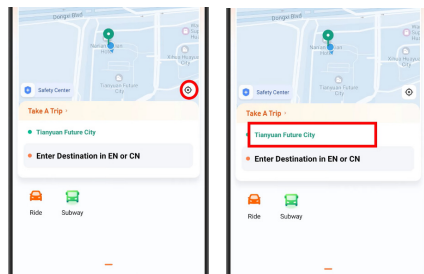 Dongyi Blvd
Safety Center
Tianyuan Future
City
Take A Trip
Tianyuan Future City
Enter Destination in EN or CN
Ride
Subway
Dongyi Blvd
Safety Center
Tianyuan Future
City
Take A Trip
Tianyuan Future City
Enter Destination in EN or CN
Ride
Subway